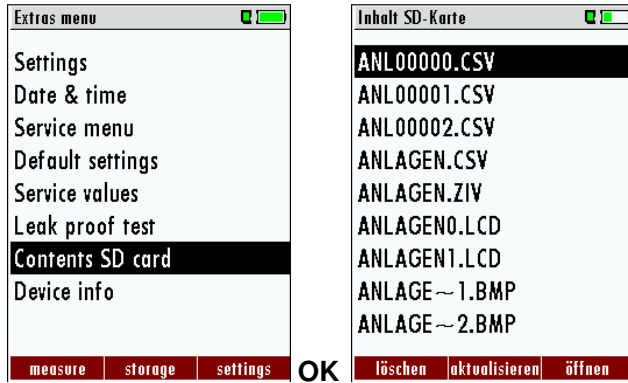 Extras menu
Settings
Date & time
Service menu
Default settings
Service values
Leak proof test
Contents SD card
Device info
measure storage settings
OK
Inhalt SD-Karte
ANL00000.CSV
ANL00001.CSV
ANL00002.CSV
ANLAGEN.CSV
ANLAGEN.ZIV
ANLAGEN0.LCD
ANLAGEN1.LCD
ANLAGE~1.BMP
ANLAGE~2.BMP
löschen aktualisieren öffnen